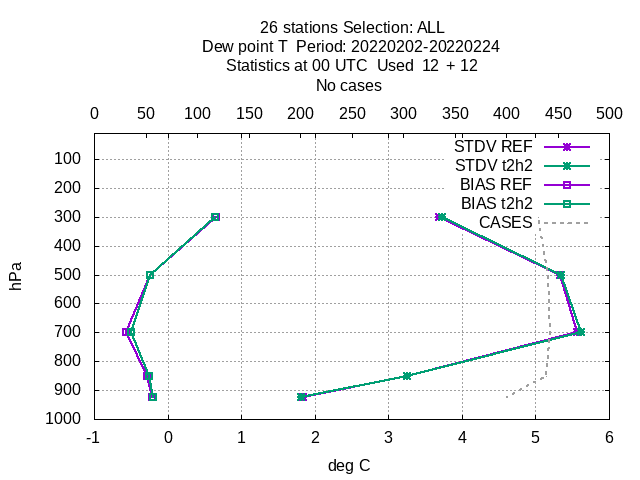 26 stations Selection: ALL
Dew point T  Period: 20220202-20220224
Statistics at 00 UTC  Used  12 + 12
No cases
0 50 100 150 200 250 300 350 400 450 500
STDV REF
STDV t2h2
BIAS REF
BIAS t2h2
CASES
100
200
300
400
500
600
700
800
900
1000
hPa
-1 0 1 2 3 4 5 6
deg C